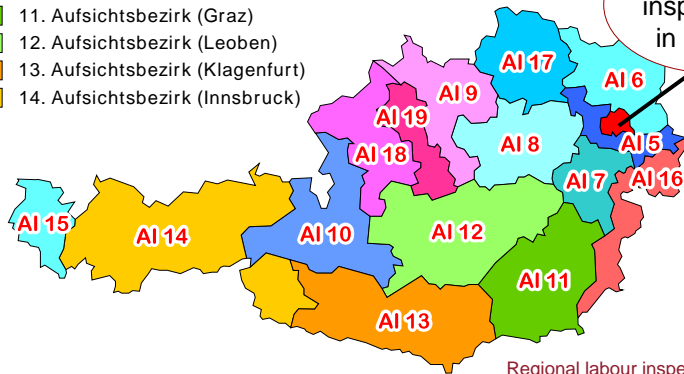 insp
in
11. Aufsichtsbezirk (Graz)
12. Aufsichtsbezirk (Leoben)
13. Aufsichtsbezirk (Klagenfurt)
14. Aufsichtsbezirk (Innsbruck)
AI 17
AI 6
AI 9
AI 19
AI 8
AI 5
AI 18
AI 7
AI 16
AI 15
AI 14
AI 10
AI 12
AI 11
AI 13
Regional labour inspe